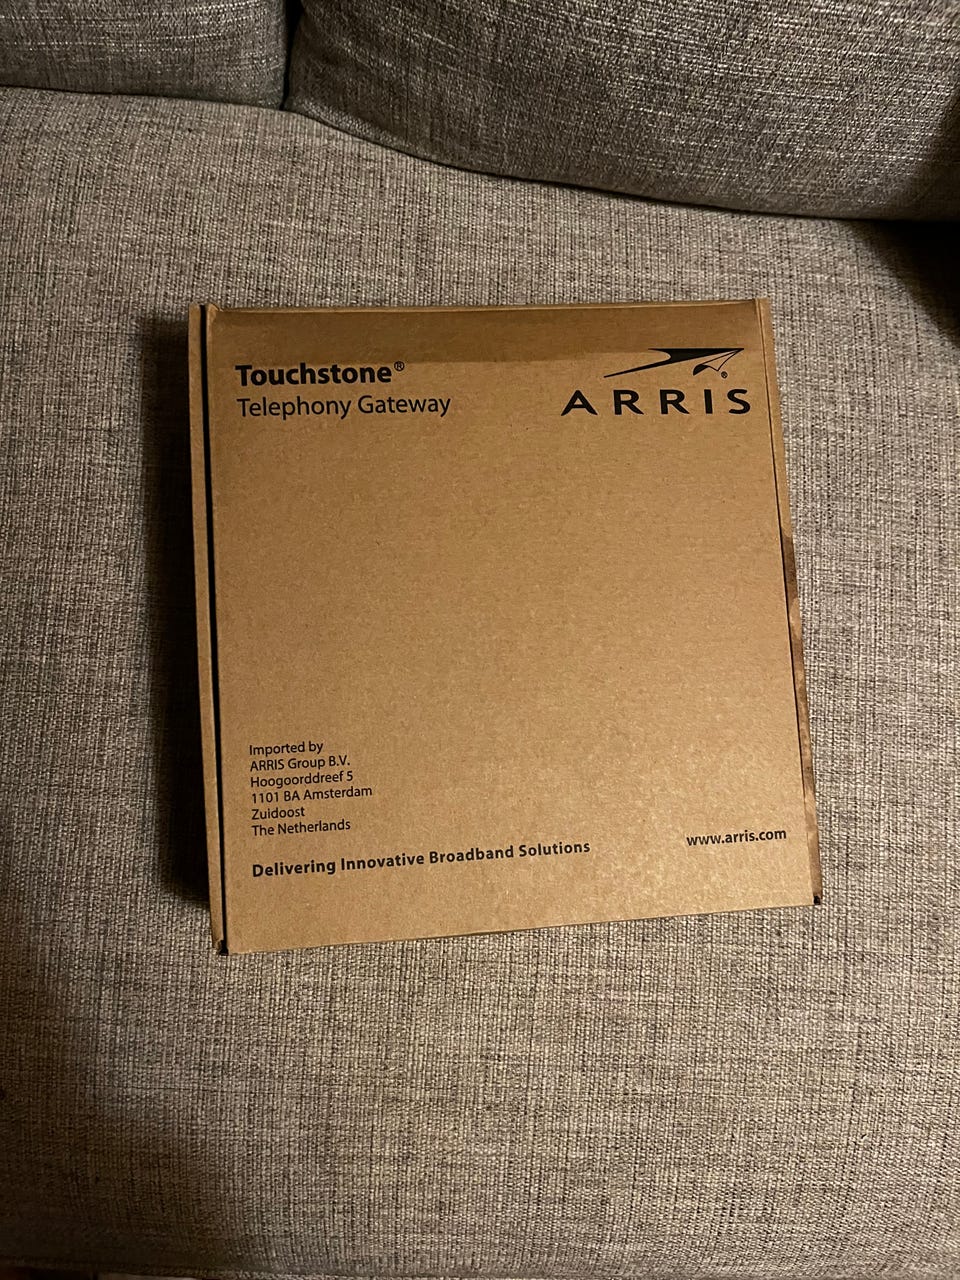 Touchstone®
Telephony Gateway
ARRIS®
Imported by
ARRIS Group B.V.
Hoogoorddreef 5
1101 BA Amsterdam
Zuidoost
The Netherlands
Delivering Innovative Broadband Solutions
www.arris.com